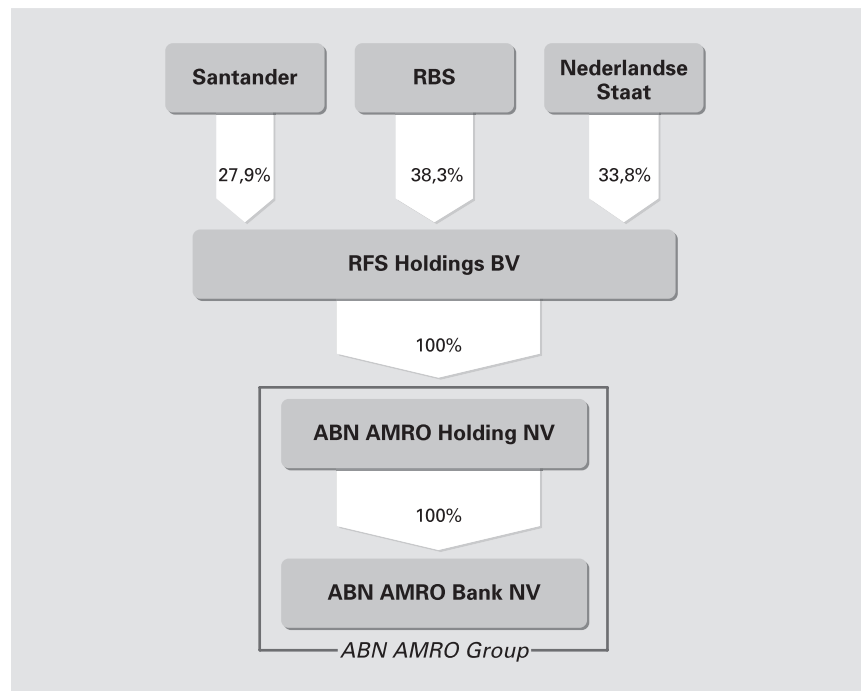 Santander
RBS
Nederlandse
Staat
27,9%
38,3%
33,8%
RFS Holdings BV
100%
ABN AMRO Holding NV
100%
ABN AMRO Bank NV
ABN AMRO Group